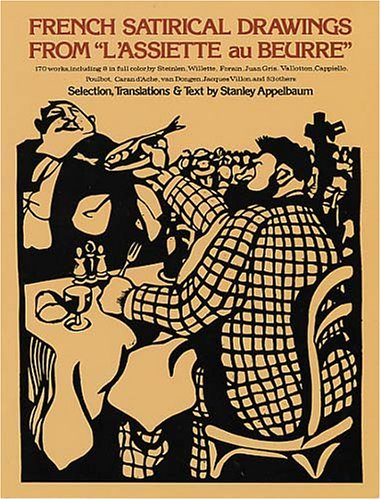 FRENCH SATIRICAL DRAWINGS
FROM "L'ASSIETTE au BEURRE"
170 works, including 8 in full color, by Steinlen, Willette, Forain, Juan Gris, Vallotton, Cappiello,
Poulbot, Caran d'Ache, van Dongen, Jacques Villon and 53 others
Selection, Translations & Text by Stanley Appelbaum